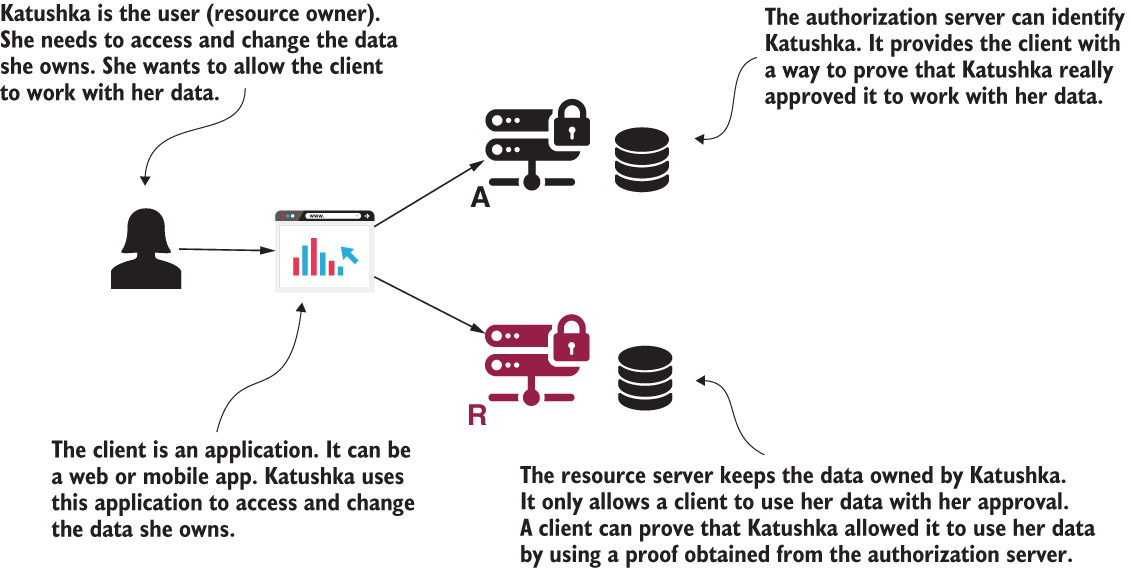 Katushka is the user (resource owner).
She needs to access and change the data
she owns. She wants to allow the client
to work with her data.
The authorization server can identify
Katushka. It provides the client with
a way to prove that Katushka really
approved it to work with her data.
A
www.
R
The client is an application. It can be
a web or mobile app. Katushka uses
this application to access and change
the data she owns.
The resource server keeps the data owned by Katushka.
It only allows a client to use her data with her approval.
A client can prove that Katushka allowed it to use her data
by using a proof obtained from the authorization server.